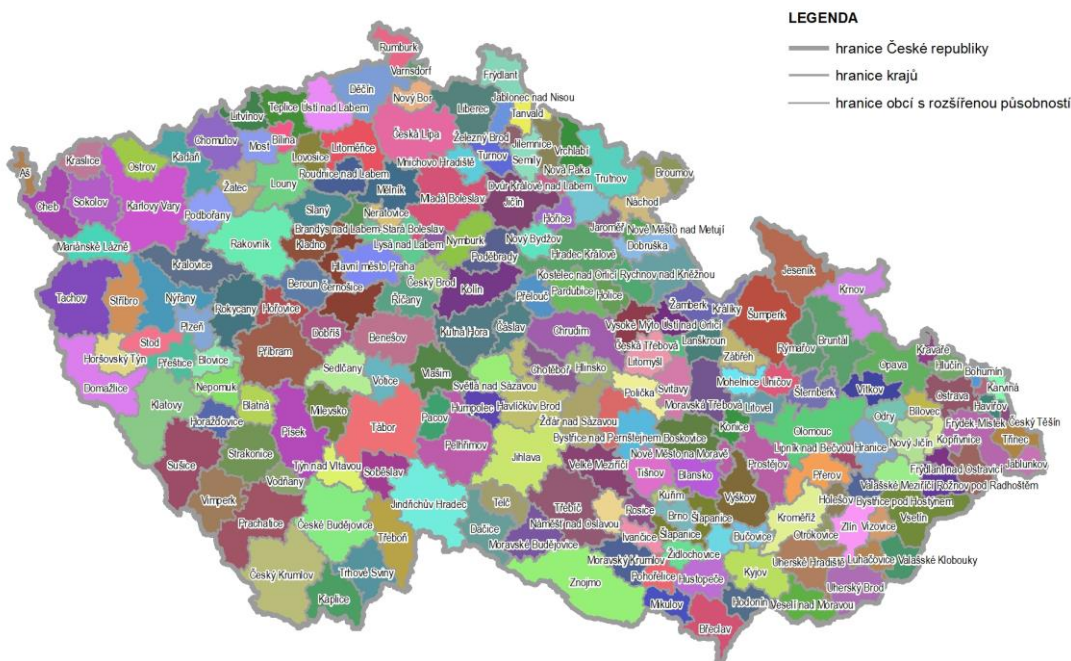 LEGENDA
hranice České republiky
hranice krajů
hranice obcí s rozšířenou působností
Rumburk
Varnsdorf
Frýdlant
Děčín
Nový Bor
Liberec
Jablonec nad Nisou
Tanvald
Teplice
Ústí nad Labem
Litvínov
Česká Lípa
Železný Brod
Jilemnice
Vrchlabí
Chomutov
Most
Bílina
Litoměřice
Lovosice
Mnichovo Hradiště
Turnov
Semily
Nová Paka
Trutnov
Broumov
Aš
Kraslice
Ostrov
Kadaň
Žatec
Louny
Roudnice nad Labem
Mělník
Mladá Boleslav
Jičín
Dvůr Králové nad Labem
Náchod
Cheb
Sokolov
Karlovy Vary
Podbořany
Slaný
Neratovice
Hořice
Jaroměř
Nové Město nad Metují
Mariánské Lázně
Rakovník
Brandýs nad Labem-Stará Boleslav
Kladno
Lysá nad Labem
Nymburk
Nový Bydžov
Dobruška
Poděbrady
Hradec Králové
Kralovice
Hlavní město Praha
Český Brod
Kolín
Kostelec nad Orlicí
Rychnov nad Kněžnou
Jeseník
Krnov
Tachov
Stříbro
Nýřany
Beroun
Černošice
Říčany
Přelouč
Pardubice
Holice
Žamberk
Králíky
Šumperk
Rokycany
Hořovice
Plzeň
Dobříš
Benešov
Kutná Hora
Čáslav
Chrudim
Vysoké Mýto
Ústí nad Orlicí
Česká Třebová
Lanškroun
Rýmařov
Bruntál
Stod
Horšovský Týn
Přeštice
Blovice
Příbram
Sedlčany
Vlašim
Chotěboř
Hlinsko
Litomyšl
Zábřeh
Opava
Kravaře
Hlučín
Bohumín
Domažlice
Klatovy
Nepomuk
Votice
Světlá nad Sázavou
Havlíčkův Brod
Polička
Svitavy
Moravská Třebová
Mohelnice
Uničov
Litovel
Šternberk
Vítkov
Karviná
Horažďovice
Blatná
Milevsko
Tábor
Pacov
Humpolec
Pelhřimov
Žďár nad Sázavou
Bystřice nad Pernštejnem
Boskovice
Konice
Olomouc
Odry
Bílovec
Ostrava
Havířov
Český Těšín
Sušice
Strakonice
Písek
Týn nad Vltavou
Soběslav
Jihlava
Nové Město na Moravě
Velké Meziříčí
Tišnov
Blansko
Prostějov
Lipník nad Bečvou
Hranice
Nový Jičín
Kopřivnice
Frýdek-Místek
Třinec
Jablunkov
Vimperk
Vodňany
Prachatice
České Budějovice
Jindřichův Hradec
Telč
Třebíč
Náměšť nad Oslavou
Rosice
Kuřim
Brno
Šlapanice
Vyškov
Přerov
Holešov
Bystřice pod Hostýnem
Valašské Meziříčí
Rožnov pod Radhoštěm
Frýdlant nad Ostravicí
Vsetín
Český Krumlov
Třeboň
Dačice
Moravské Budějovice
Ivančice
Šlapanice
Bučovice
Kroměříž
Otrokovice
Zlín
Vizovice
Trhové Sviny
Kaplice
Znojmo
Moravský Krumlov
Židlochovice
Pohořelice
Hustopeče
Kyjov
Uherské Hradiště
Luhačovice
Valašské Klobouky
Mikulov
Hodonín
Veselí nad Moravou
Uherský Brod
Břeclav